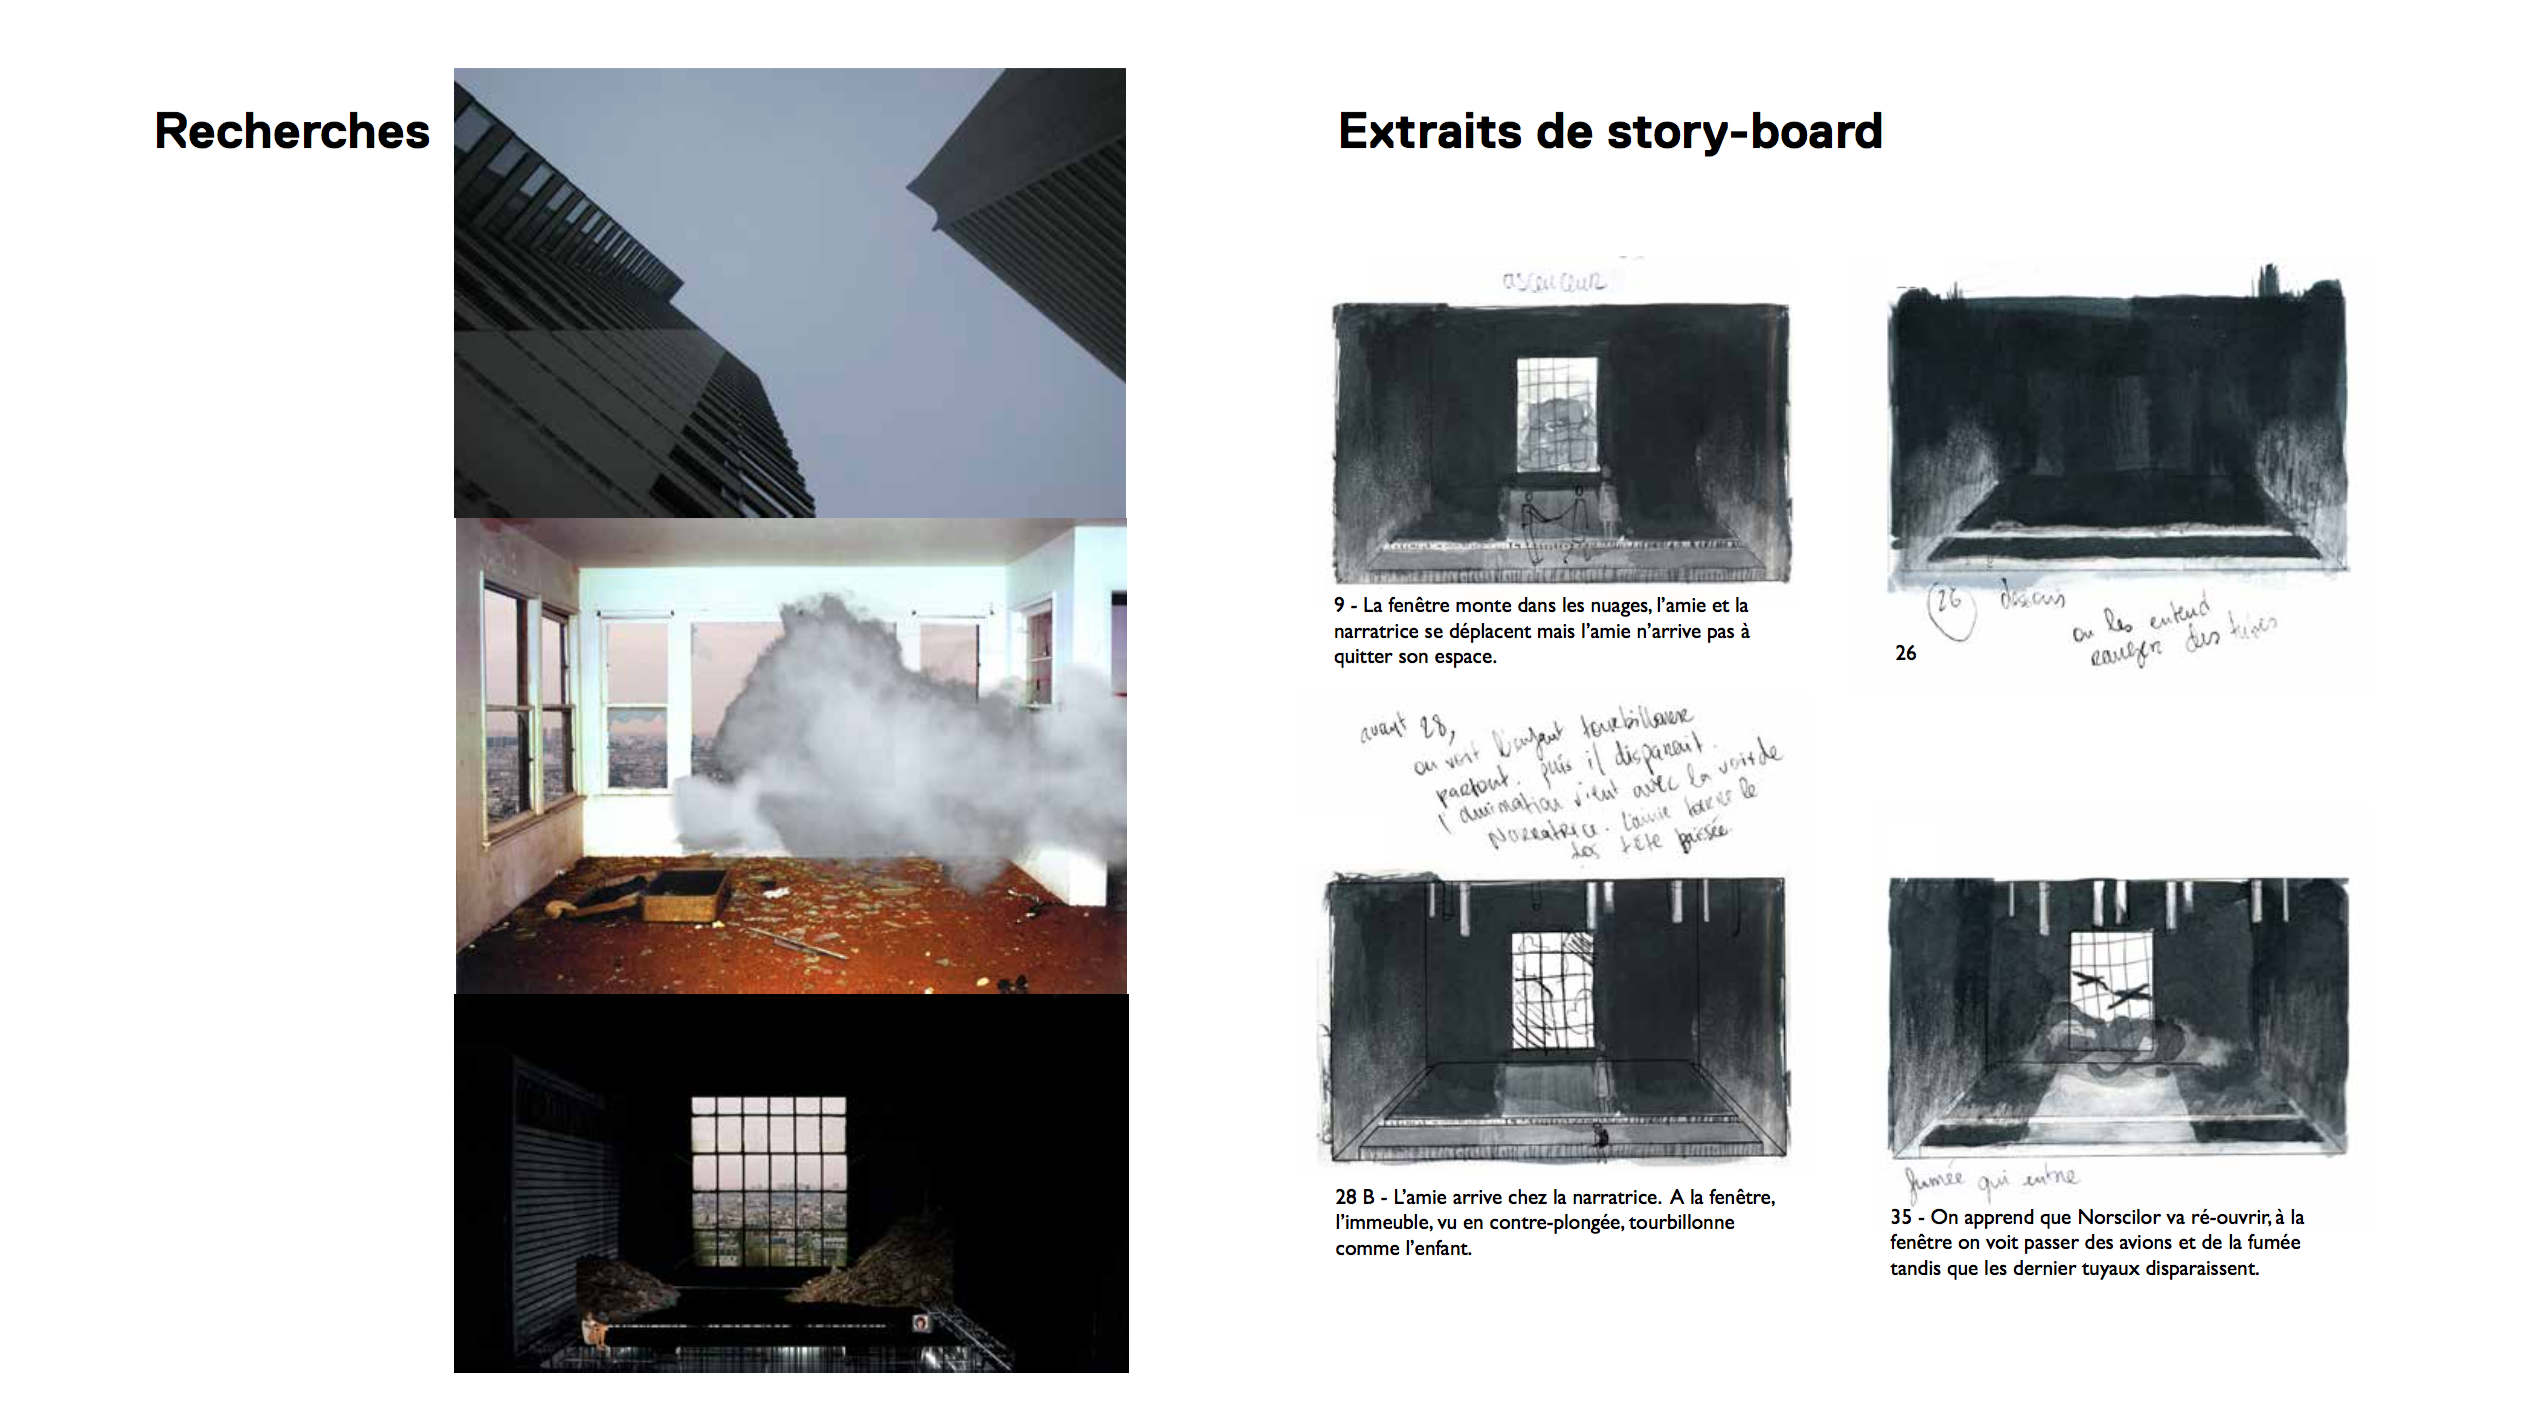 Recherches
Extraits de story-board
ascenceur
9 - La fenêtre monte dans les nuages, l'amie et la
narratrice se déplacent mais l'amie n'arrive pas à
quitter son espace.
26
dessous
on les entend
ranger des tubes
26
avant 28,
on voit l'enfant tourbillonner
partout. puis il disparait.
l'animation vient avec la voix de
Narratrice. L'amie tourne le
dos tête baissée.
28 B - L'amie arrive chez la narratrice. A la fenêtre,
l'immeuble, vu en contre-plongée, tourbillonne
comme l'enfant.
fumée qui entre
35 - On apprend que Norscilor va ré-ouvrir, à la
fenêtre on voit passer des avions et de la fumée
tandis que les dernier tuyaux disparaissent.